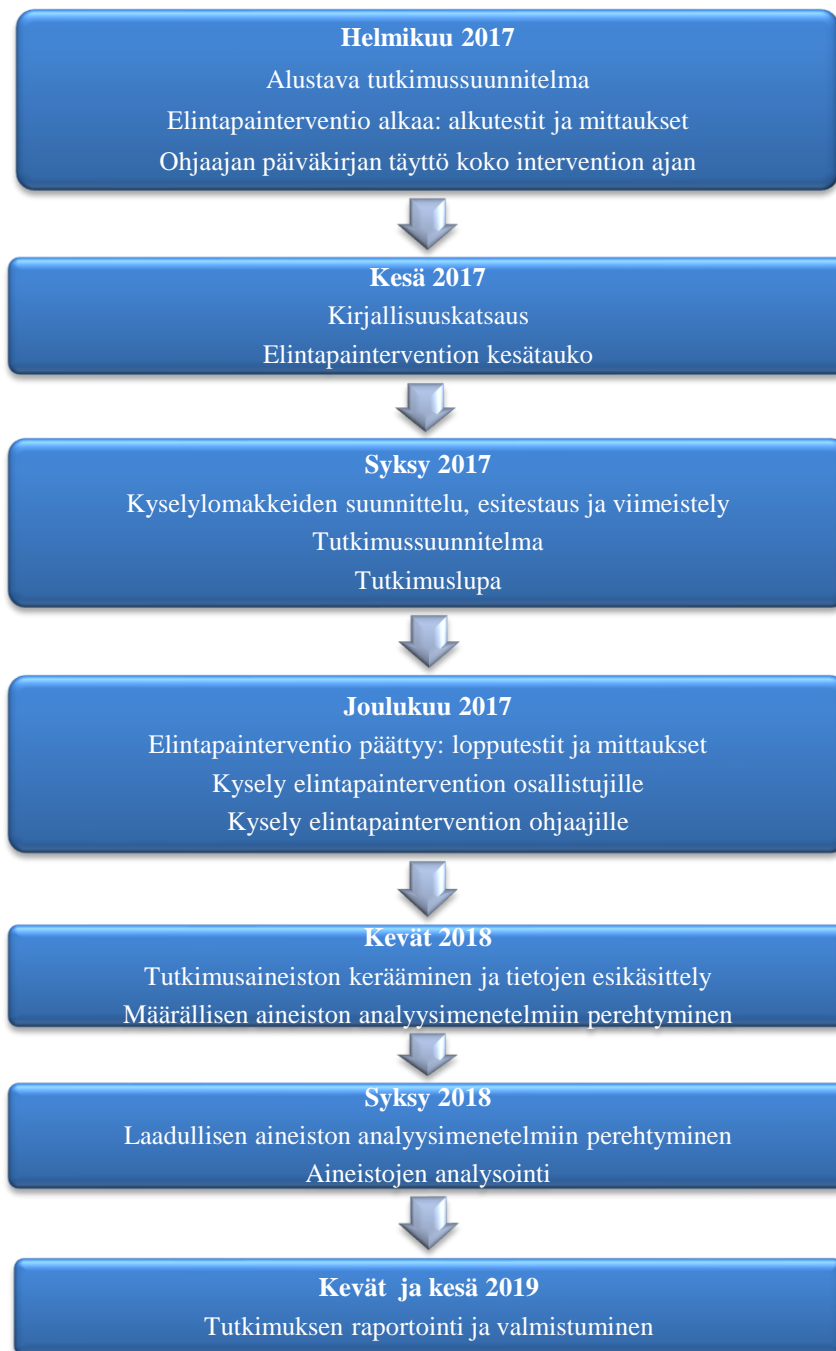 Helmikuu 2017
Alustava tutkimussuunnitelma
Elintapainterventio alkaa: alkutestit ja mittaukset
Ohjaajan päiväkirjan täyttö koko intervention ajan
Kesä 2017
Kirjallisuuskatsaus
Elintapaintervention kesätauko
Syksy 2017
Kyselylomakkeiden suunnittelu, esitestaus ja viimeistely
Tutkimussuunnitelma
Tutkimuslupa
Joulukuu 2017
Elintapainterventio päättyy: lopputestit ja mittaukset
Kysely elintapaintervention osallistujille
Kysely elintapaintervention ohjaajille
Kevät 2018
Tutkimusaineiston kerääminen ja tietojen esikäsittely
Määrällisen aineiston analyysimenetelmiin perehtyminen
Syksy 2018
Laadullisen aineiston analyysimenetelmiin perehtyminen
Aineistojen analysointi
Kevät ja kesä 2019
Tutkimuksen raportointi ja valmistuminen